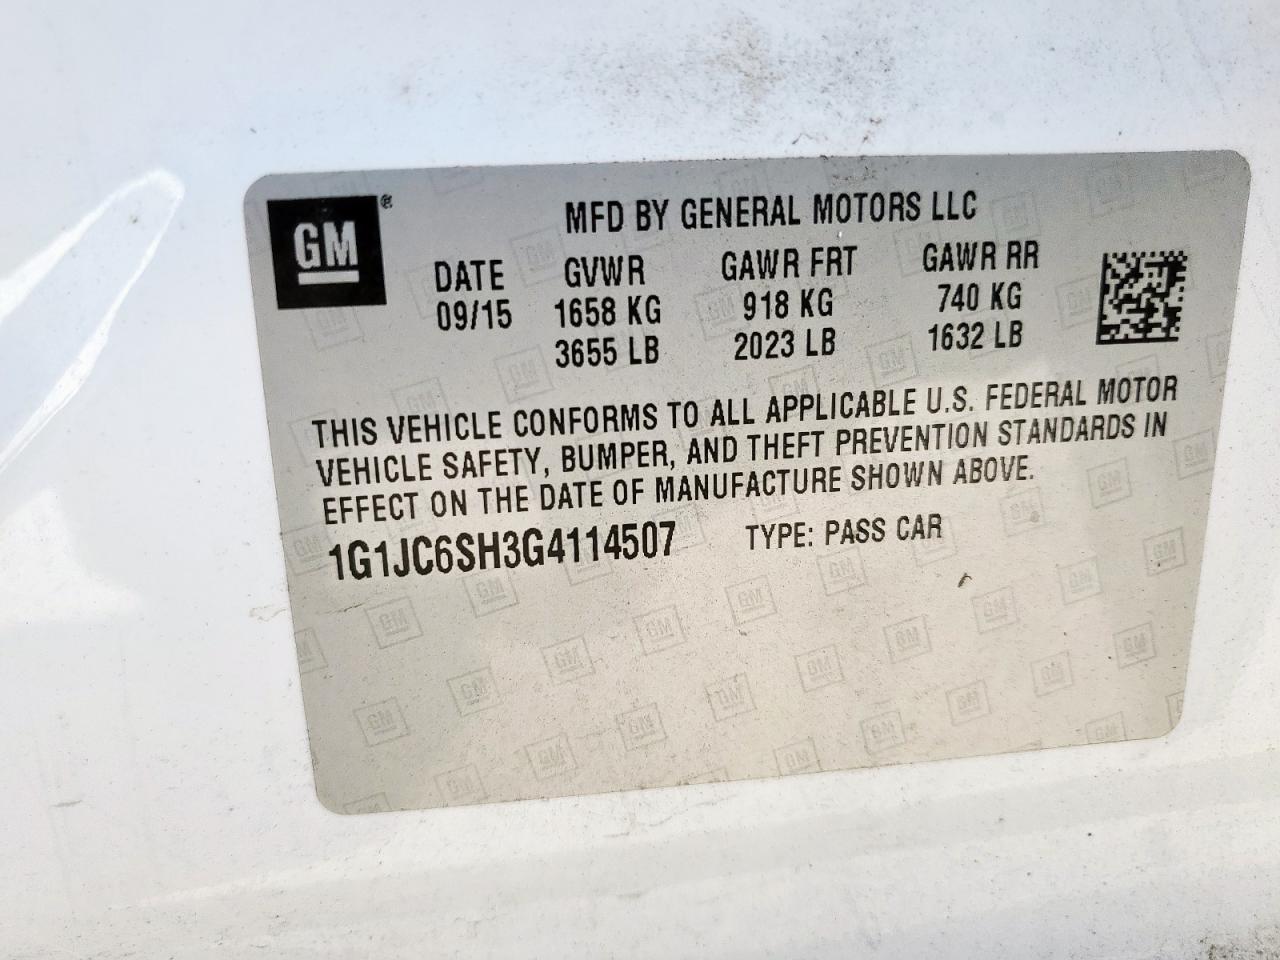 GM®
MFD BY GENERAL MOTORS LLC
DATE GVWR GAWR FRT GAWR RR
09/15 1658 KG 918 KG 740 KG
3655 LB 2023 LB 1632 LB
THIS VEHICLE CONFORMS TO ALL APPLICABLE U.S. FEDERAL MOTOR
VEHICLE SAFETY, BUMPER, AND THEFT PREVENTION STANDARDS IN
EFFECT ON THE DATE OF MANUFACTURE SHOWN ABOVE.
1G1JC6SH3G4114507 TYPE: PASS CAR